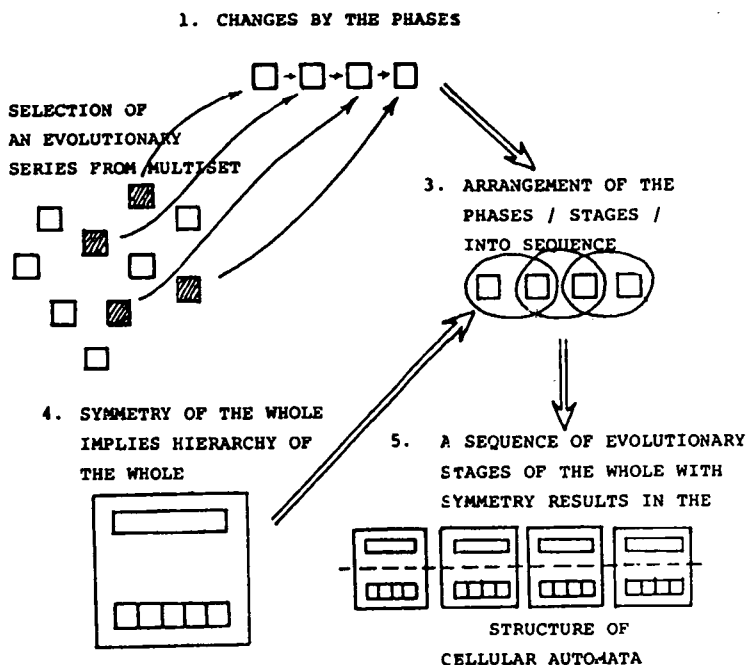 1. CHANGES BY THE PHASES
SELECTION OF
AN EVOLUTIONARY
SERIES FROM MULTISET
3. ARRANGEMENT OF THE
PHASES / STAGES /
INTO SEQUENCE
4. SYMMETRY OF THE WHOLE
IMPLIES HIERARCHY OF
THE WHOLE
5. A SEQUENCE OF EVOLUTIONARY
STAGES OF THE WHOLE WITH
SYMMETRY RESULTS IN THE
STRUCTURE OF
CELLULAR AUTOMATA